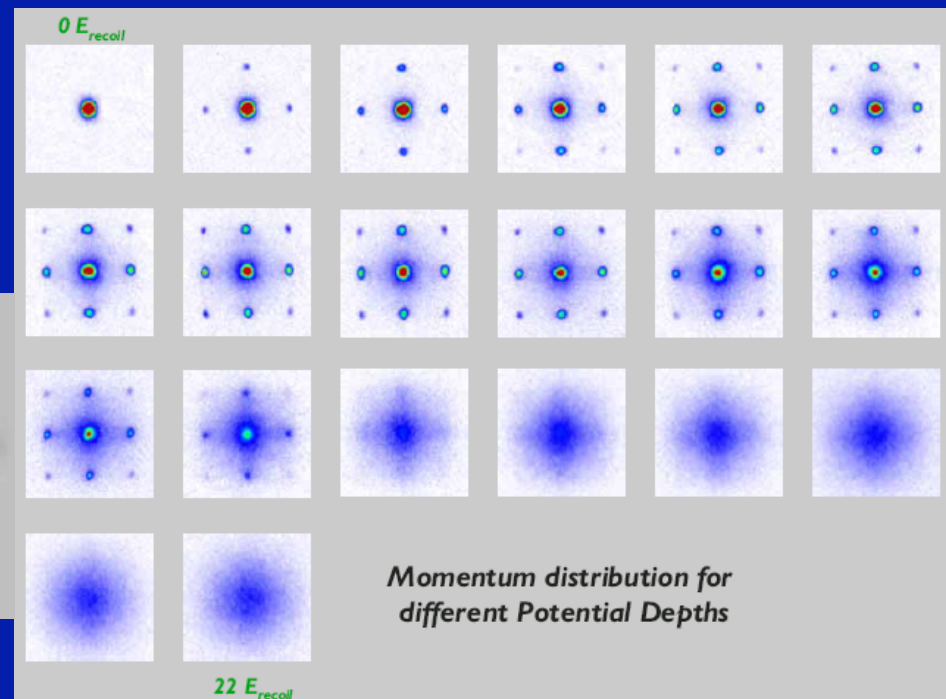 0 E_recoil
Momentum distribution for
different Potential Depths
22 E_recoil